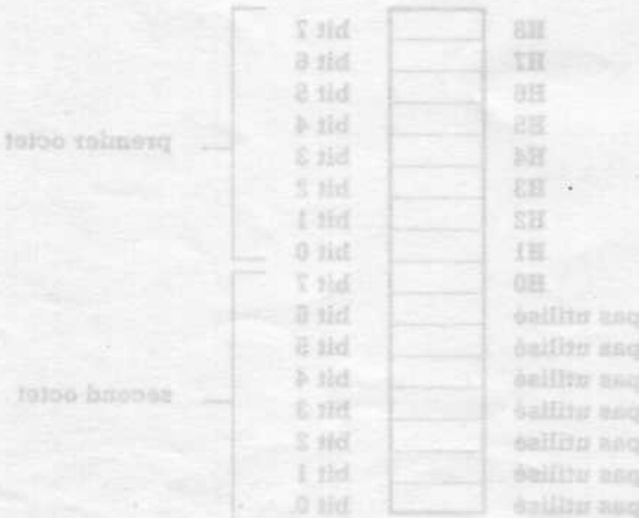 H8 bit 7
H7 bit 6
H6 bit 5
H5 bit 4
premier octet
H4 bit 3
H3 bit 2
H2 bit 1
H1 bit 0
H0 bit 7
pas utilisé bit 6
pas utilisé bit 5
pas utilisé bit 4
second octet
pas utilisé bit 3
pas utilisé bit 2
pas utilisé bit 1
pas utilisé bit 0